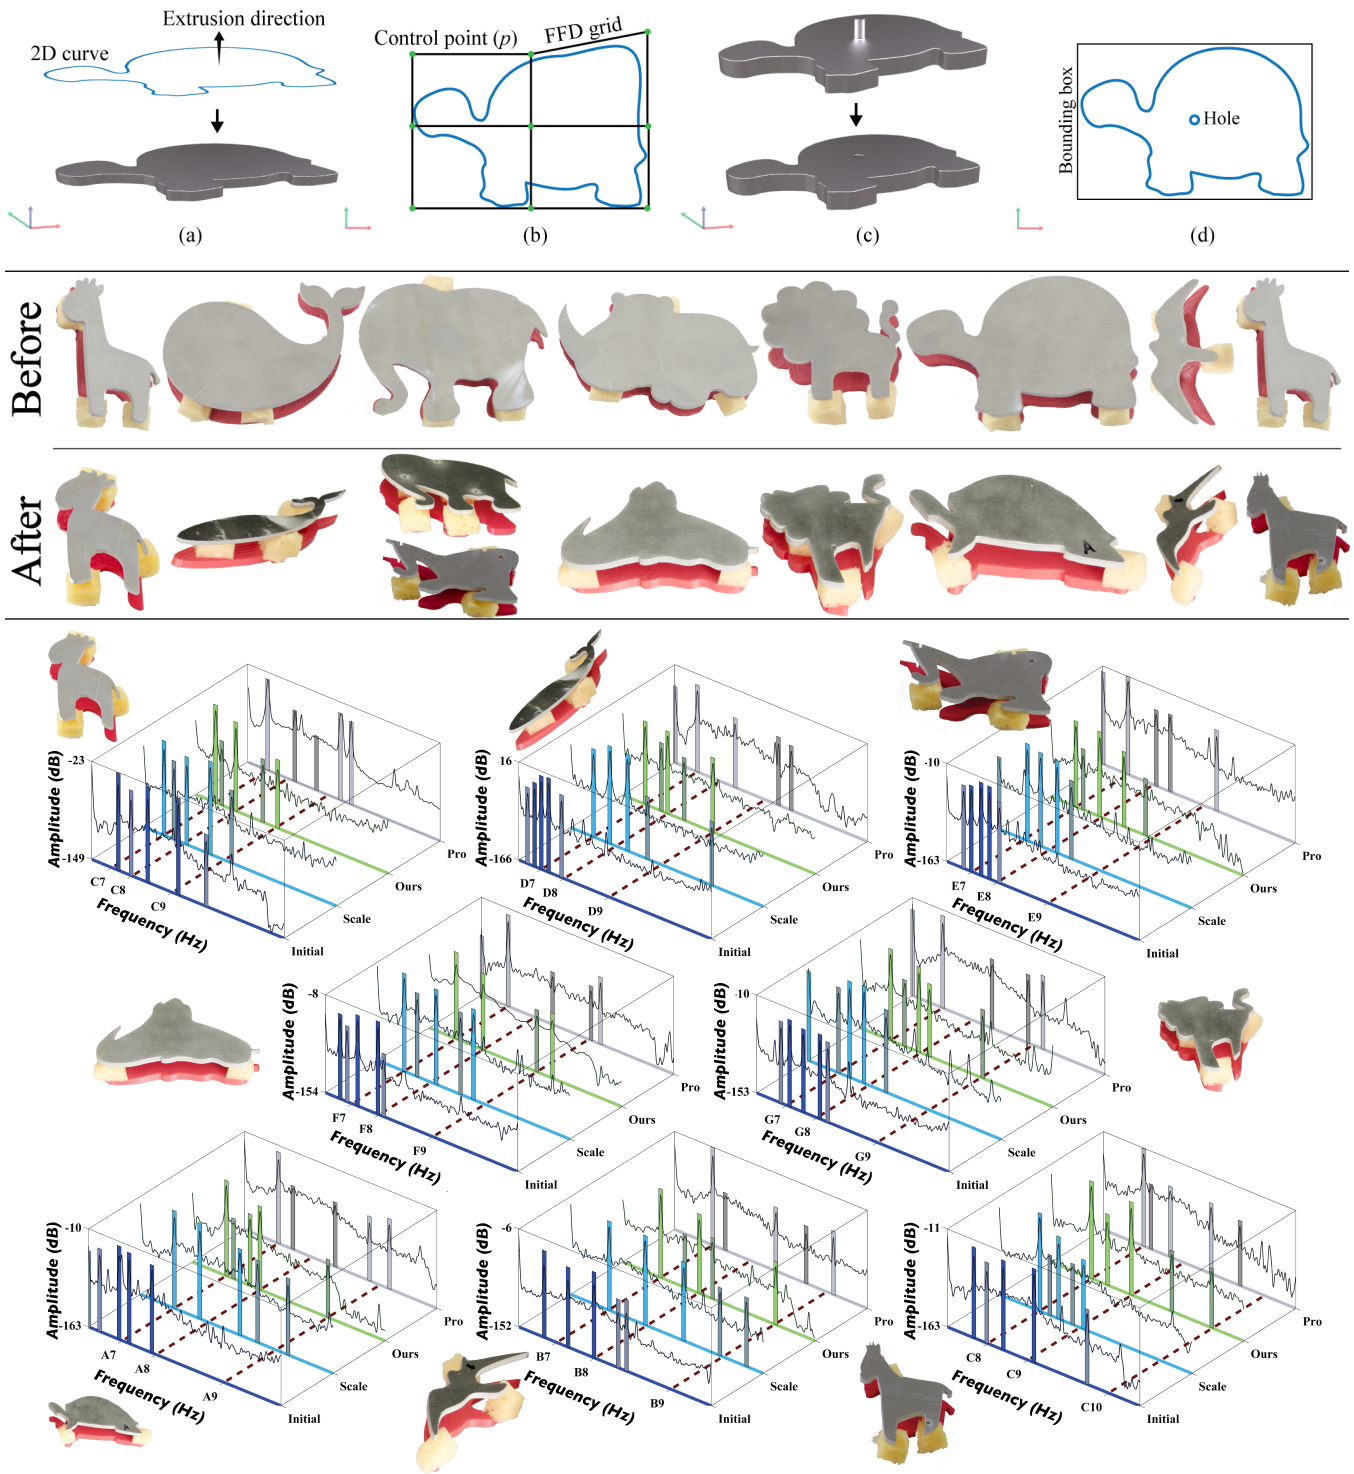 Extrusion direction
2D curve
Control point (p)
FFD grid
Hole
Bounding box
(a)
(b)
(c)
(d)
Before
After
-23
-149
Amplitude (dB)
C7
C8
C9
Frequency (Hz)
Initial
Scale
Ours
Pro
-16
-166
Amplitude (dB)
D7
D8
D9
Frequency (Hz)
Initial
Scale
Ours
Pro
-10
-163
Amplitude (dB)
E7
E8
E9
Frequency (Hz)
Initial
Scale
Ours
Pro
-8
-154
Amplitude (dB)
F7
F8
F9
Frequency (Hz)
Initial
Scale
Ours
Pro
-10
-153
Amplitude (dB)
G7
G8
G9
Frequency (Hz)
Initial
Scale
Ours
Pro
-10
-163
Amplitude (dB)
A7
A8
A9
Frequency (Hz)
Initial
Scale
Ours
Pro
-6
-152
Amplitude (dB)
B7
B8
B9
Frequency (Hz)
Initial
Scale
Ours
Pro
-11
-163
Amplitude (dB)
C8
C9
C10
Frequency (Hz)
Initial
Scale
Ours
Pro
A